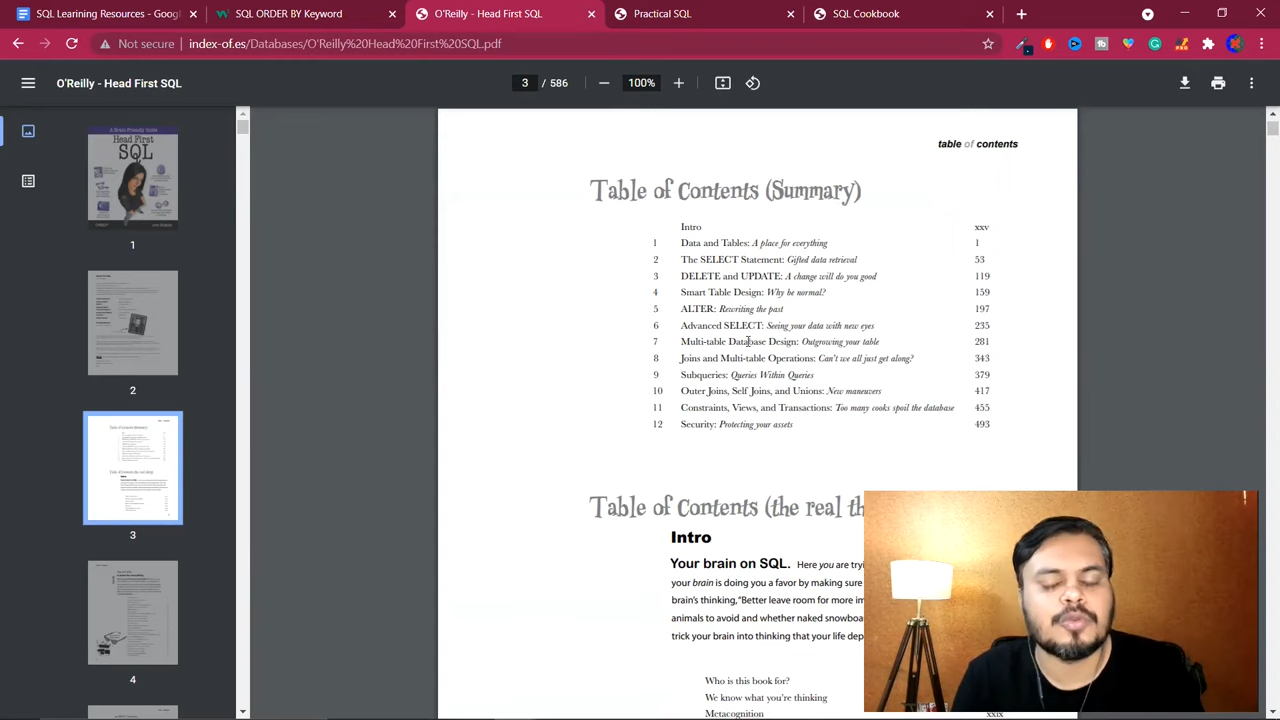 SQL Learning Resources - Goog
SQL ORDER BY Keyword
O'Reilly - Head First SQL
Practical SQL
SQL Cookbook
Not secure
index-of.es/Databases/O'Reilly%20Head%20First%20SQL.pdf
O'Reilly - Head First SQL
3 / 586
100%
Head First
SQL
1
2
3
4
table of contents
Table of Contents (Summary)
Intro xxv
1 Data and Tables: A place for everything 1
2 The SELECT Statement: Gifted data retrieval 53
3 DELETE and UPDATE: A change will do you good 119
4 Smart Table Design: Why be normal? 159
5 ALTER: Rewriting the past 197
6 Advanced SELECT: Seeing your data with new eyes 235
7 Multi-table Database Design: Outgrowing your table 281
8 Joins and Multi-table Operations: Can't we all just get along? 343
9 Subqueries: Queries Within Queries 379
10 Outer Joins, Self Joins, and Unions: New maneuvers 417
11 Constraints, Views, and Transactions: Too many cooks spoil the database 455
12 Security: Protecting your assets 493
Table of Contents (the real th
Intro
Your brain on SQL. Here you are tryi
your brain is doing you a favor by making sure
brain's thinking, "Better leave room for more im
animals to avoid and whether naked snowboa
trick your brain into thinking that your life dep
Who is this book for?
We know what you're thinking
Metacognition xxix